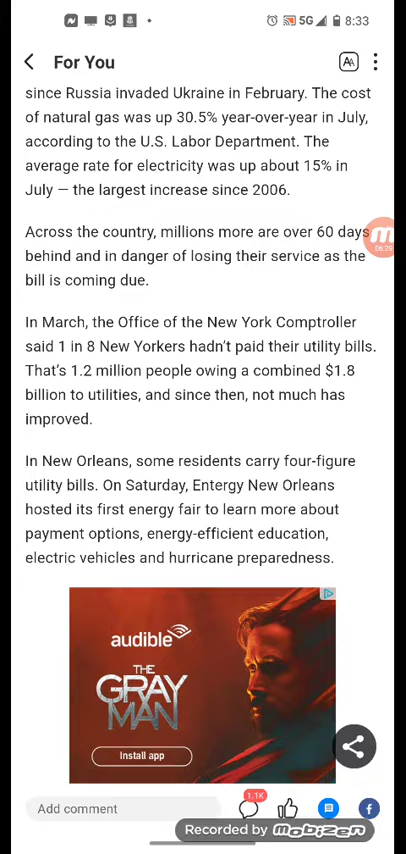 8:33
5G
For You
since Russia invaded Ukraine in February. The cost
of natural gas was up 30.5% year-over-year in July,
according to the U.S. Labor Department. The
average rate for electricity was up about 15% in
July — the largest increase since 2006.
Across the country, millions more are over 60 days
behind and in danger of losing their service as the
bill is coming due.
In March, the Office of the New York Comptroller
said 1 in 8 New Yorkers hadn't paid their utility bills.
That's 1.2 million people owing a combined $1.8
billion to utilities, and since then, not much has
improved.
In New Orleans, some residents carry four-figure
utility bills. On Saturday, Entergy New Orleans
hosted its first energy fair to learn more about
payment options, energy-efficient education,
electric vehicles and hurricane preparedness.
audible
THE
GRAY
MAN
Install app
Add comment
1.1K
Recorded by mobizen